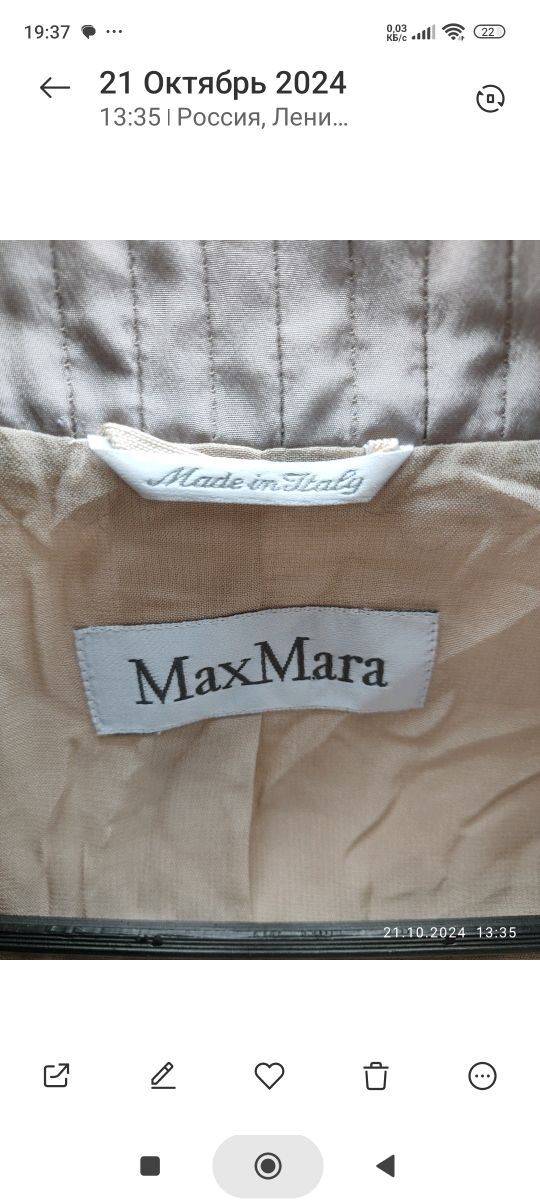 19:37
0,03
КБ/с
22
21 Октябрь 2024
13:35 | Россия, Лени...
Made in Italy
MaxMara
21.10.2024 13:35